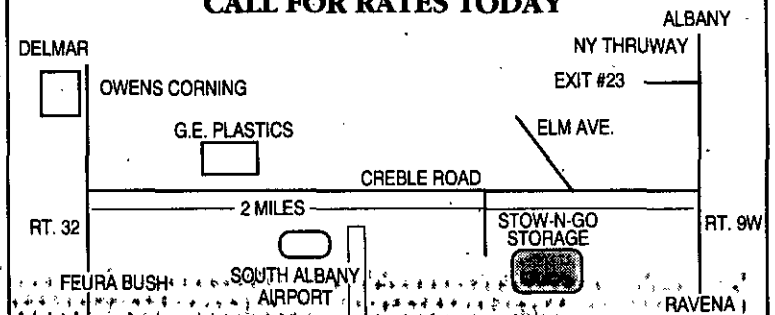 CALL FOR RATES TODAY
ALBANY
DELMAR
NY THRUWAY
EXIT #23
OWENS CORNING
G.E. PLASTICS
ELM AVE.
CREBLE ROAD
2 MILES
RT. 32
STOW-N-GO
STORAGE
RT. 9W
FEURA BUSH
SOUTH ALBANY
AIRPORT
RAVENA